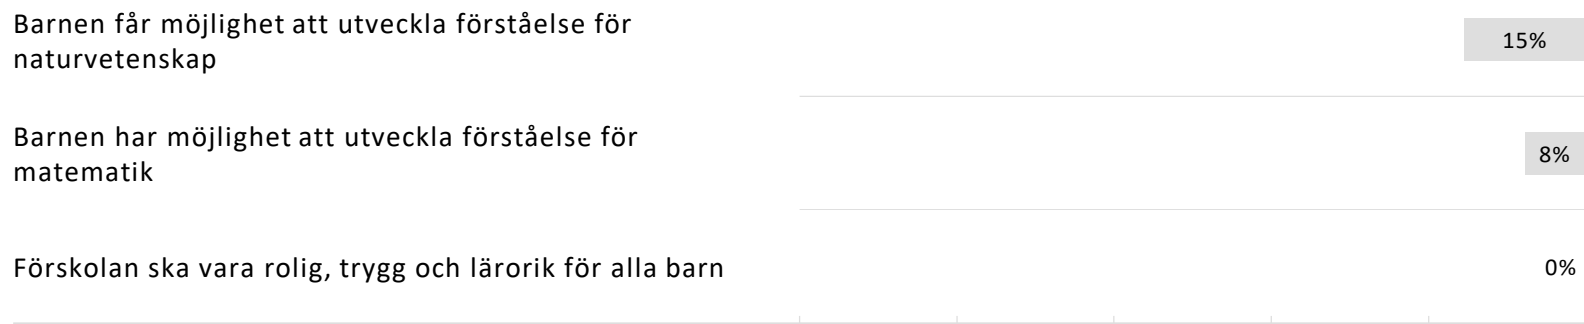 Barnen får möjlighet att utveckla förståelse för
naturvetenskap
15%
Barnen har möjlighet att utveckla förståelse för
matematik
8%
Förskolan ska vara rolig, trygg och lärorik för alla barn
0%